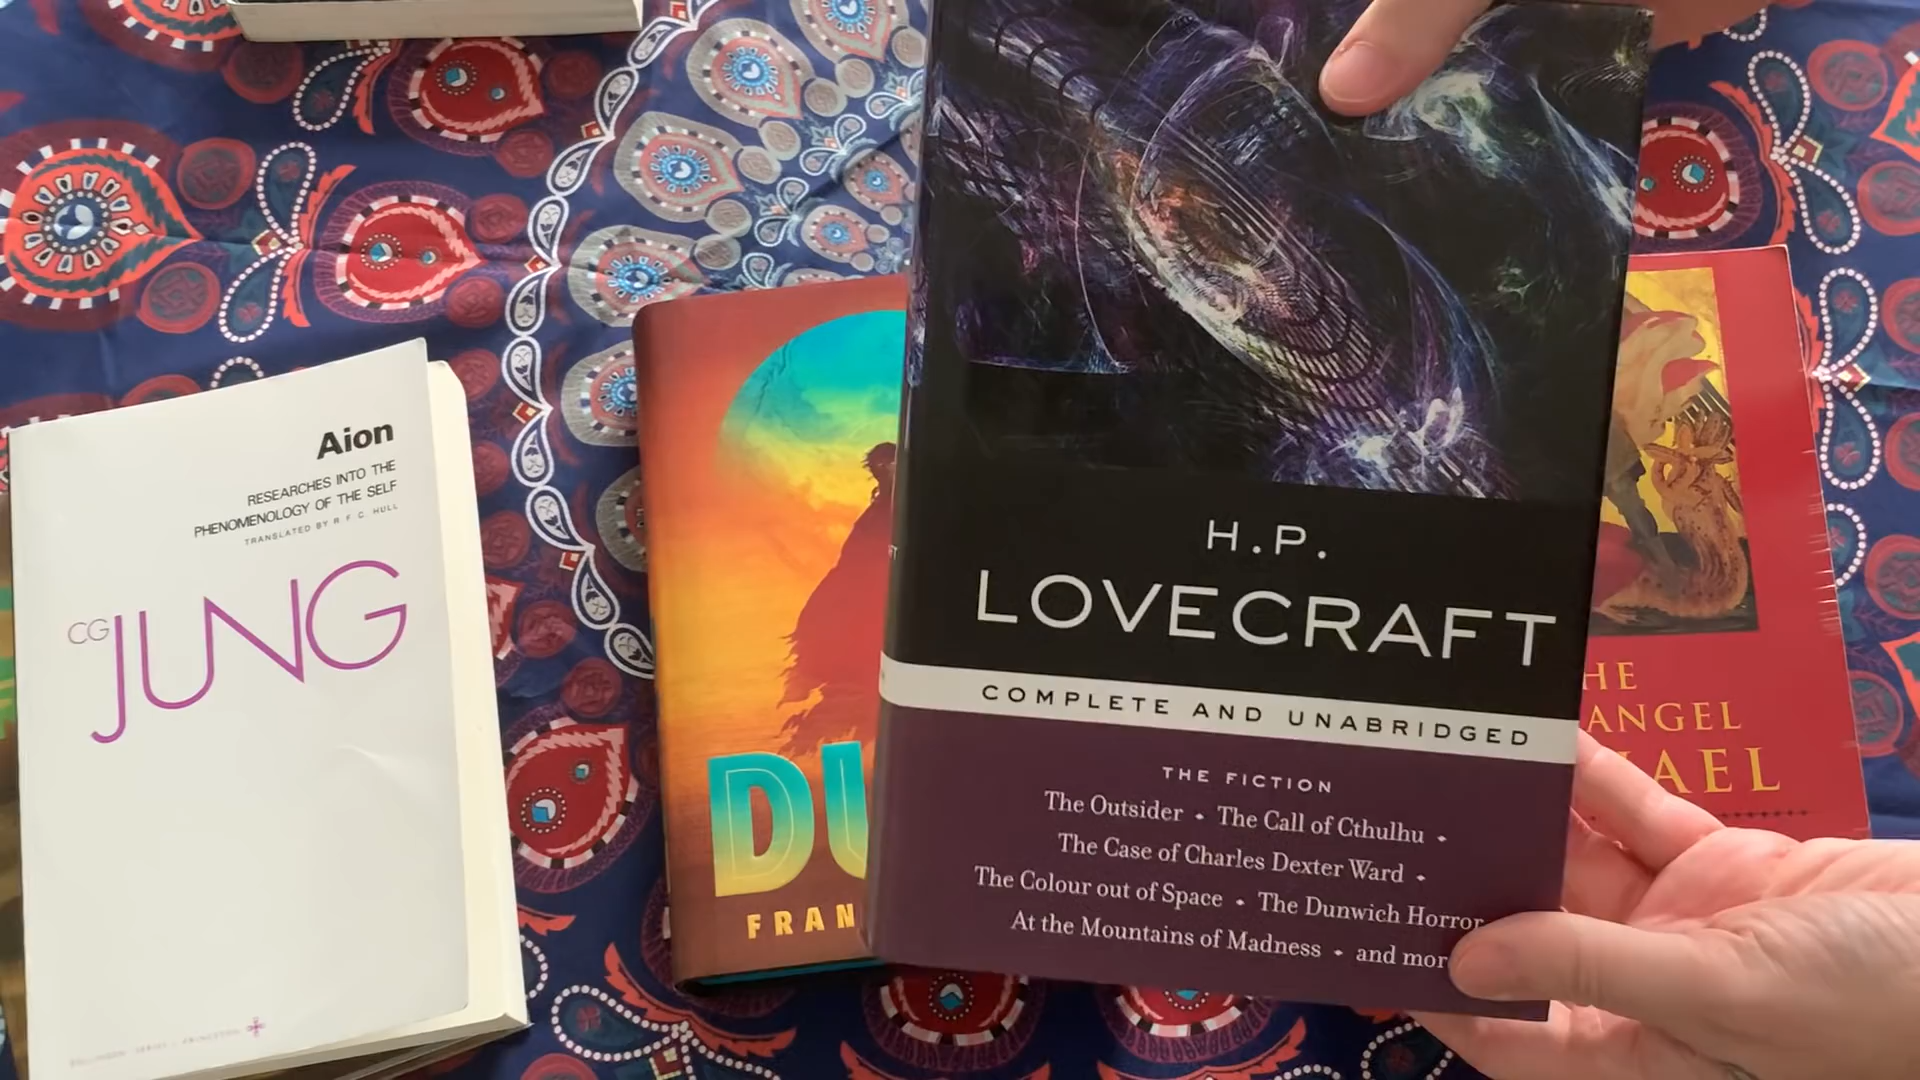 Aion
RESEARCHES INTO THE
PHENOMENOLOGY OF THE SELF
TRANSLATED BY R. F. C. HULL
CG JUNG
DU
FRAN
H.P.
LOVECRAFT
COMPLETE AND UNABRIDGED
THE FICTION
The Outsider • The Call of Cthulhu •
The Case of Charles Dexter Ward •
The Colour out of Space • The Dunwich Horror
At the Mountains of Madness • and mor
HE
ANGEL
AEL